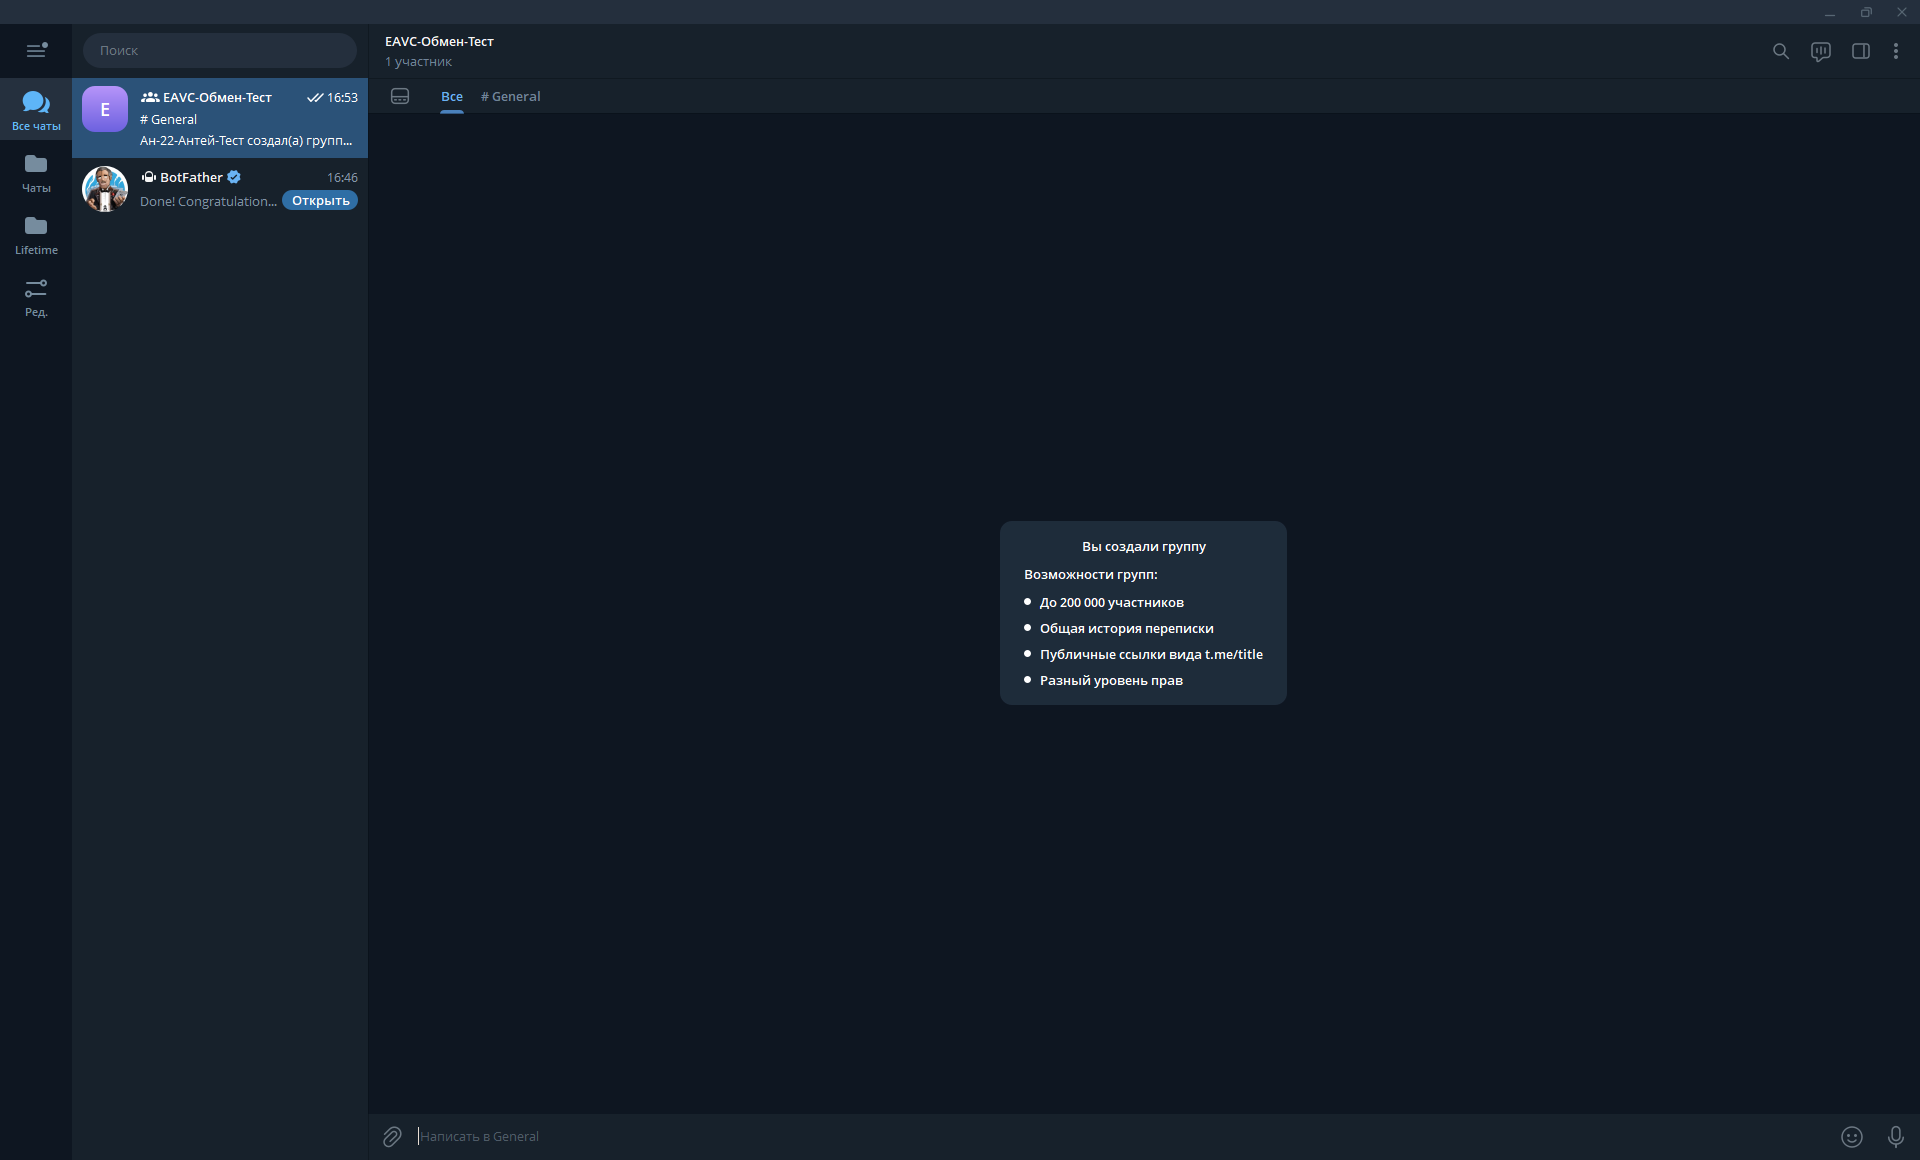 Поиск
Все чаты
Чаты
Lifetime
Ред.
E
EAVC-Обмен-Тест
16:53
# General
Ан-22-Антей-Тест создал(а) групп...
BotFather
16:46
Done! Congratulation...
Открыть
EAVC-Обмен-Тест
1 участник
Все
# General
Вы создали группу
Возможности групп:
До 200 000 участников
Общая история переписки
Публичные ссылки вида t.me/title
Разный уровень прав
Написать в General